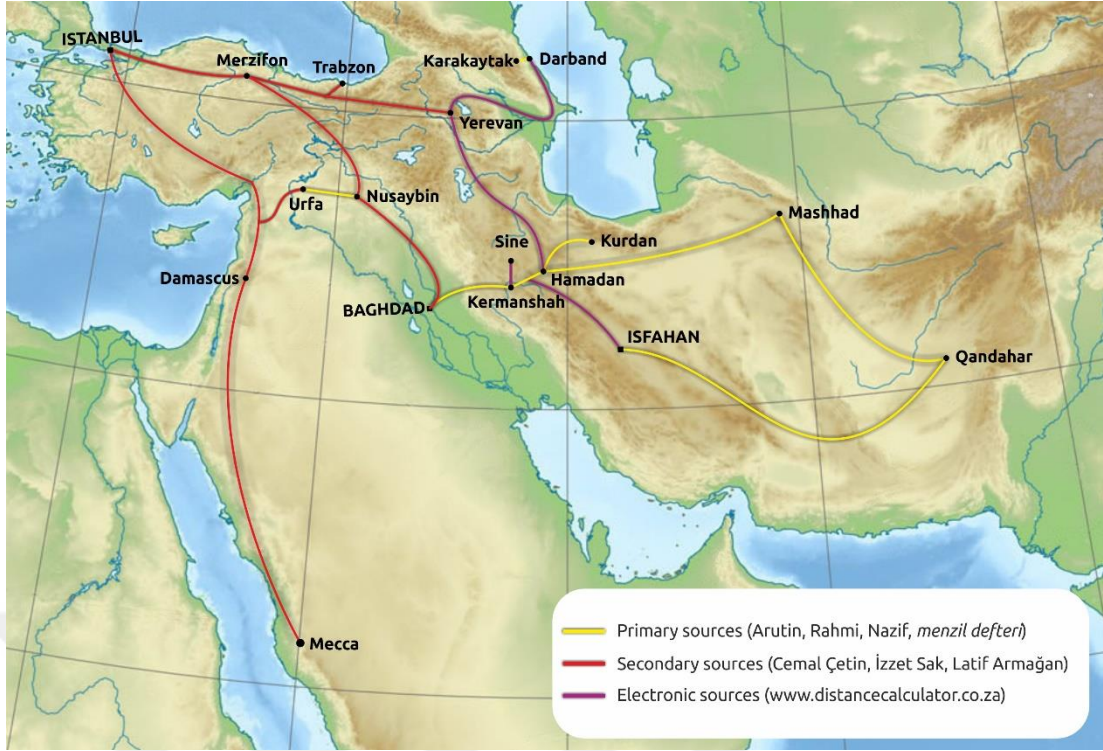 ISTANBUL
Merzifon
Trabzon
Karakaytak
Darband
Yerevan
Urfa
Nusaybin
Mashhad
Sine
Kurdan
Damascus
Hamadan
Kermanshah
BAGHDAD
ISFAHAN
Qandahar
Mecca
Primary sources (Arutin, Rahmi, Nazif, menzil defteri)
Secondary sources (Cemal Çetin, İzzet Sak, Latif Armağan)
Electronic sources (www.distancecalculator.co.za)